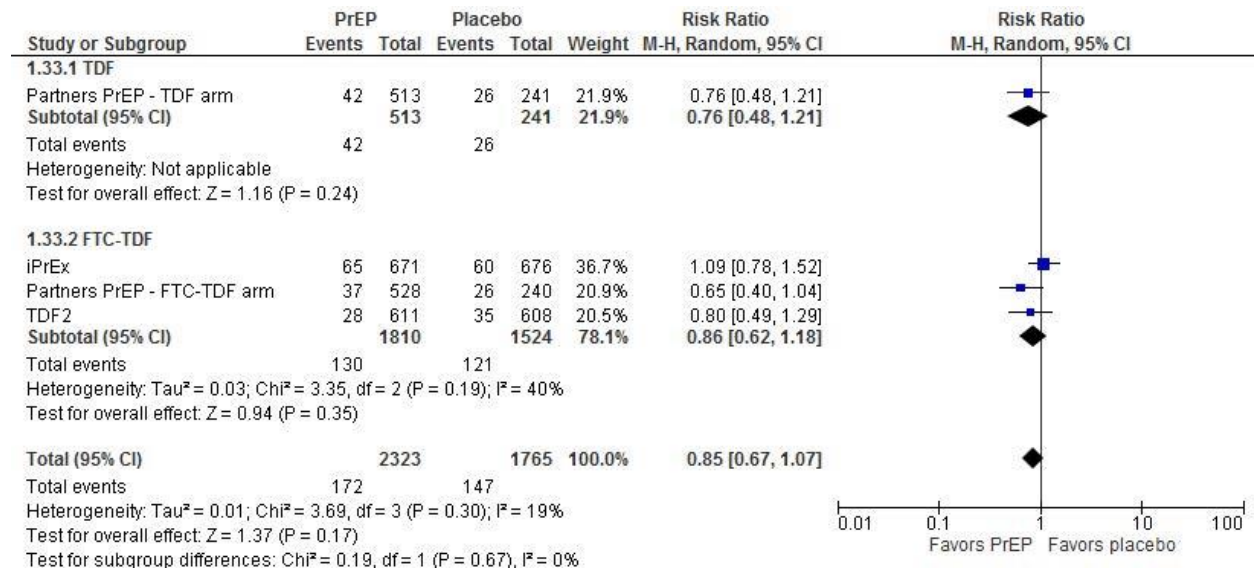 PrEP Placebo Risk Ratio Risk Ratio
Study or Subgroup Events Total Events Total Weight M-H, Random, 95% CI M-H, Random, 95% CI
1.33.1 TDF
Partners PrEP - TDF arm 42 513 26 241 21.9% 0.76 [0.48, 1.21]
Subtotal (95% CI) 513 241 21.9% 0.76 [0.48, 1.21]
Total events 42 26
Heterogeneity: Not applicable
Test for overall effect: Z = 1.16 (P = 0.24)
1.33.2 FTC-TDF
iPrEx 65 671 60 676 36.7% 1.09 [0.78, 1.52]
Partners PrEP - FTC-TDF arm 37 528 26 240 20.9% 0.65 [0.40, 1.04]
TDF2 28 611 35 608 20.5% 0.80 [0.49, 1.29]
Subtotal (95% CI) 1810 1524 78.1% 0.86 [0.62, 1.18]
Total events 130 121
Heterogeneity: Tau² = 0.03; Chi² = 3.35, df = 2 (P = 0.19); I² = 40%
Test for overall effect: Z = 0.94 (P = 0.35)
Total (95% CI) 2323 1765 100.0% 0.85 [0.67, 1.07]
Total events 172 147
Heterogeneity: Tau² = 0.01; Chi² = 3.69, df = 3 (P = 0.30); I² = 19%
Test for overall effect: Z = 1.37 (P = 0.17)
Test for subgroup differences: Chi² = 0.19, df = 1 (P = 0.67), I² = 0%
0.01 0.1 1 10 100
Favors PrEP Favors placebo